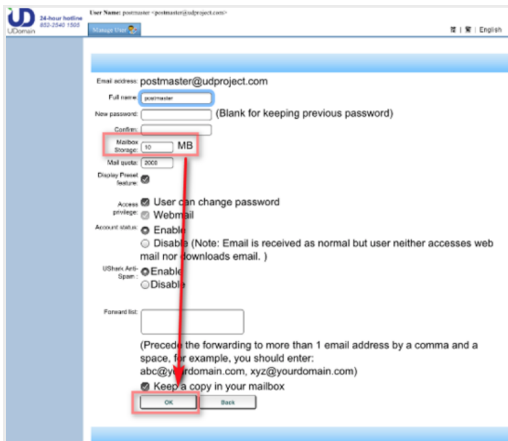 UD
UDomain
24-hour hotline
852-2540 1505
User Name: postmaster <postmaster@udproject.com>
Manage User
繁 | 简 | English
Email address: postmaster@udproject.com
Full name: postmaster
New password: (Blank for keeping previous password)
Confirm:
Mailbox Storage: 10 MB
Mail quota: 2000
Display Preset feature:
Access privilege: User can change password
Webmail
Account status: Enable
Disable (Note: Email is received as normal but user neither accesses web
mail nor downloads email. )
UShark Anti-Spam : Enable
Disable
Forward list:
(Precede the forwarding to more than 1 email address by a comma and a
space, for example, you should enter:
abc@yourdomain.com, xyz@yourdomain.com)
Keep a copy in your mailbox
OK Back